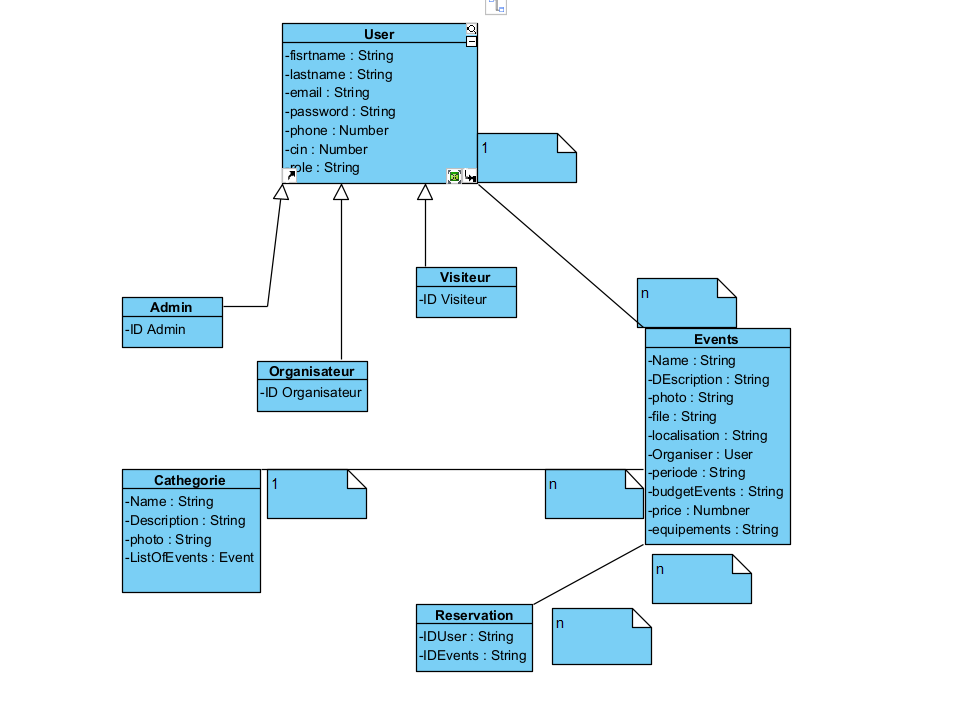 User
-fisrtname : String
-lastname : String
-email : String
-password : String
-phone : Number
-cin : Number
-role : String
1
Visiteur
-ID Visiteur
n
Admin
-ID Admin
Organisateur
-ID Organisateur
Events
-Name : String
-DEscription : String
-photo : String
-file : String
-localisation : String
-Organiser : User
-periode : String
-budgetEvents : String
-price : Numbner
-equipements : String
Cathegorie
-Name : String
-Description : String
-photo : String
-ListOfEvents : Event
1
n
n
Reservation
-IDUser : String
-IDEvents : String
n